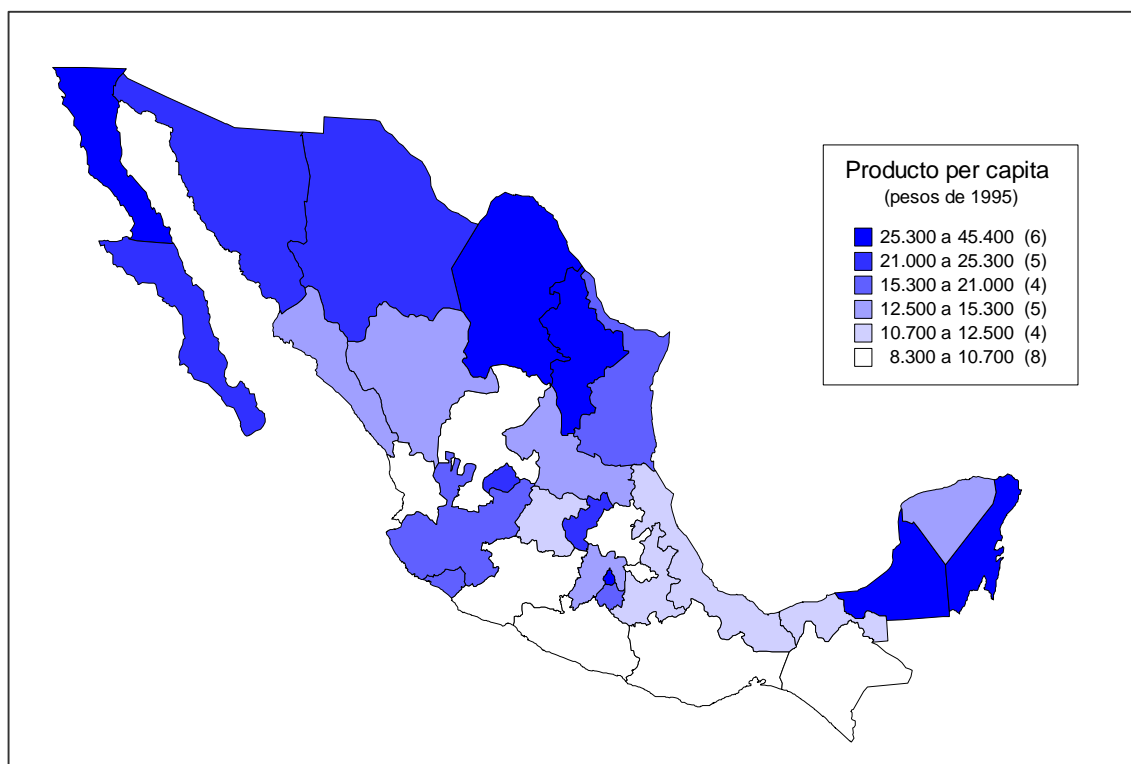 Producto per capita
(pesos de 1995)
25.300 a 45.400 (6)
21.000 a 25.300 (5)
15.300 a 21.000 (4)
12.500 a 15.300 (5)
10.700 a 12.500 (4)
8.300 a 10.700 (8)